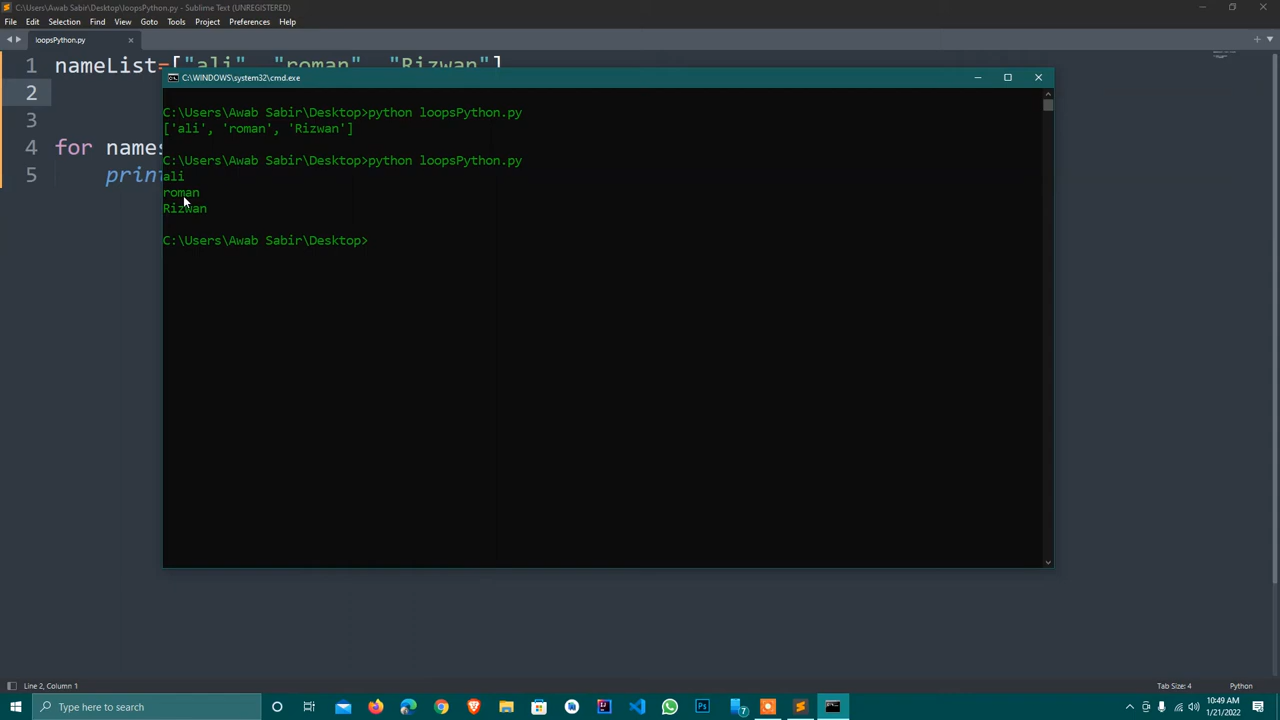 C:\Users\Awab Sabir\Desktop\loopsPython.py - Sublime Text (UNREGISTERED)
File Edit Selection Find View Goto Tools Project Preferences Help
loopsPython.py
1 nameList=["ali", "roman", "Rizwan"]
C:\WINDOWS\system32\cmd.exe
2
C:\Users\Awab Sabir\Desktop>python loopsPython.py
3
['ali', 'roman', 'Rizwan']
4 for names
C:\Users\Awab Sabir\Desktop>python loopsPython.py
5 print
ali
roman
Rizwan
C:\Users\Awab Sabir\Desktop>
Line 2, Column 1
Tab Size: 4
Python
Type here to search
7
10:49 AM
1/21/2022